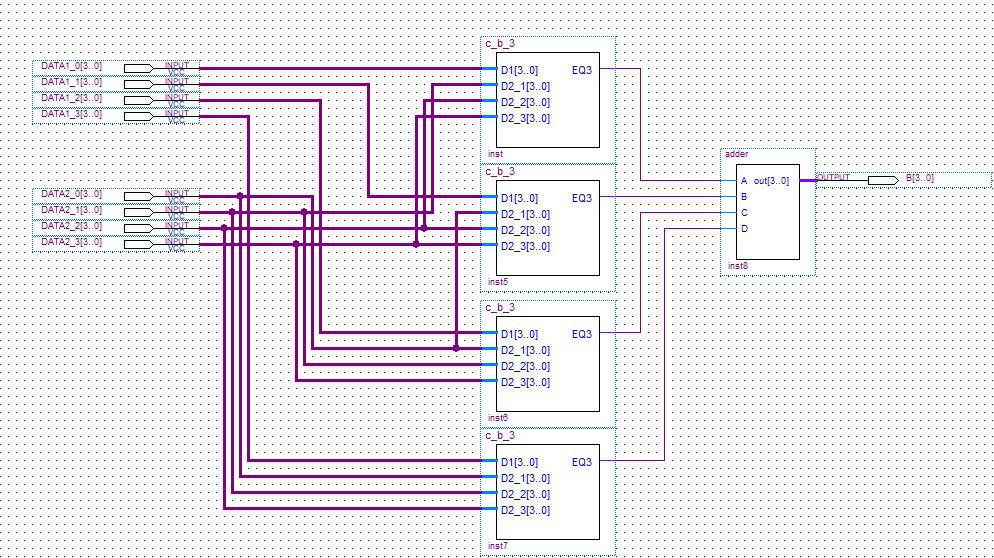 c_b_3
DATA1_0[3..0] INPUT VCC
DATA1_1[3..0] INPUT VCC
DATA1_2[3..0] INPUT VCC
DATA1_3[3..0] INPUT VCC
D1[3..0] EQ3
D2_1[3..0]
D2_2[3..0]
D2_3[3..0]
inst
c_b_3
DATA2_0[3..0] INPUT VCC
DATA2_1[3..0] INPUT VCC
DATA2_2[3..0] INPUT VCC
DATA2_3[3..0] INPUT VCC
D1[3..0] EQ3
D2_1[3..0]
D2_2[3..0]
D2_3[3..0]
inst5
adder
A out[3..0]
B
C
D
inst8
OUTPUT B[3..0]
c_b_3
D1[3..0] EQ3
D2_1[3..0]
D2_2[3..0]
D2_3[3..0]
inst6
c_b_3
D1[3..0] EQ3
D2_1[3..0]
D2_2[3..0]
D2_3[3..0]
inst7